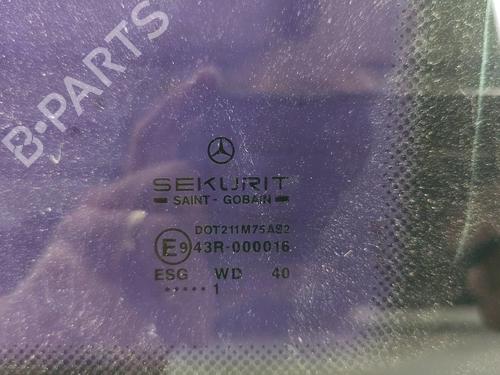 B-PARTS
SEKURIT
SAINT - GOBAIN
DOT211M75AS2
E9 43R-000016
ESG WD 40
..... 1